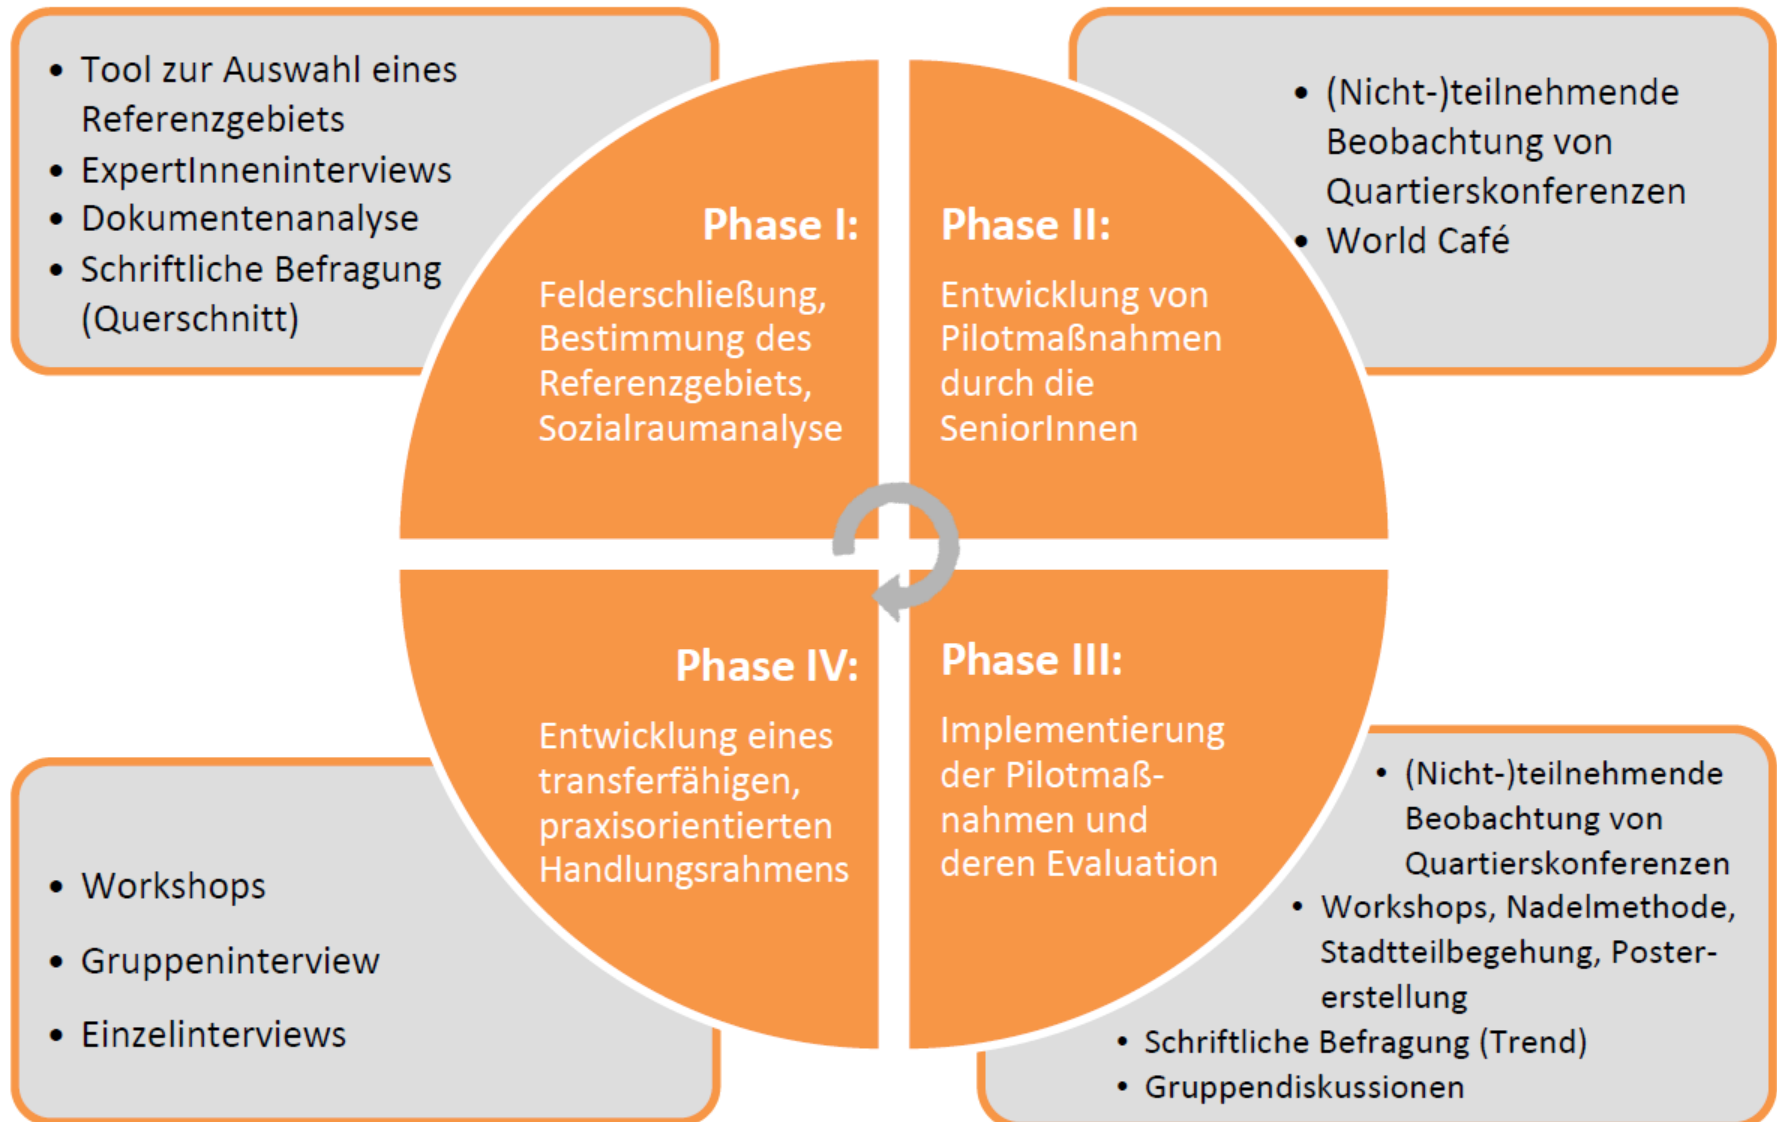 • Tool zur Auswahl eines
Referenzgebiets
• ExpertInneninterviews
• Dokumentenanalyse
• Schriftliche Befragung
(Querschnitt)
Phase I:
Felderschließung,
Bestimmung des
Referenzgebiets,
Sozialraumanalyse
Phase II:
Entwicklung von
Pilotmaßnahmen
durch die
SeniorInnen
• (Nicht-)teilnehmende
Beobachtung von
Quartierskonferenzen
• World Café
Phase IV:
Entwicklung eines
transferfähigen,
praxisorientierten
Handlungsrahmens
• Workshops
• Gruppeninterview
• Einzelinterviews
Phase III:
Implementierung
der Pilotmaß-
nahmen und
deren Evaluation
• (Nicht-)teilnehmende
Beobachtung von
Quartierskonferenzen
• Workshops, Nadelmethode,
Stadtteilbegehung, Poster-
erstellung
• Schriftliche Befragung (Trend)
• Gruppendiskussionen